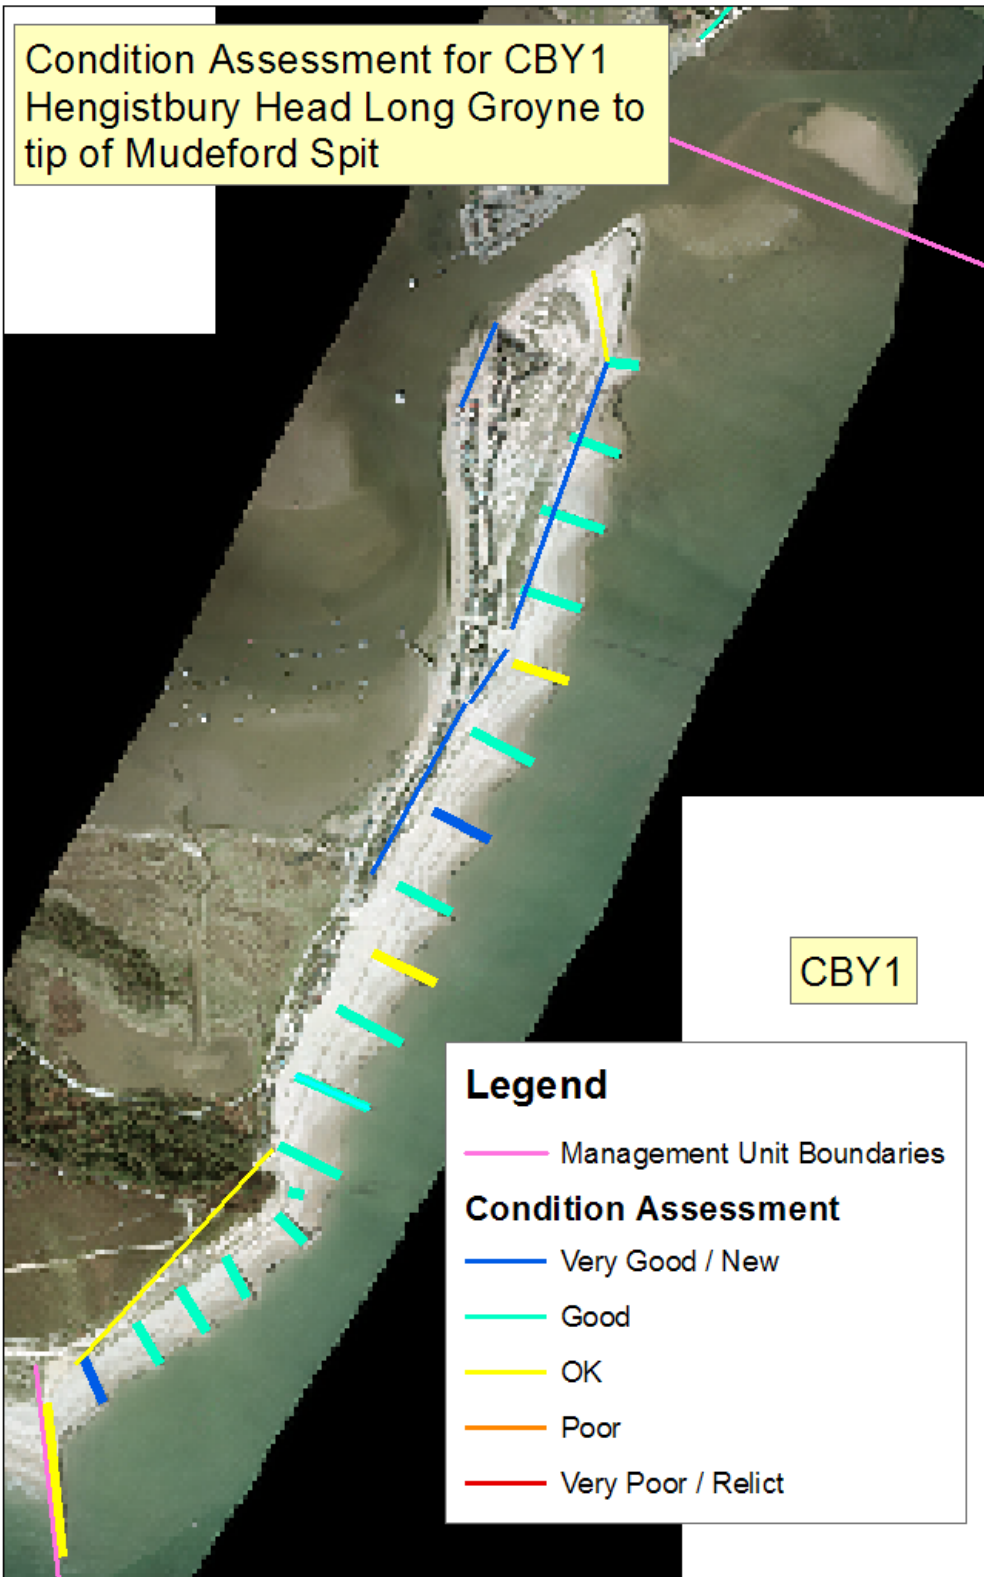 Condition Assessment for CBY1
Hengistbury Head Long Groyne to
tip of Mudeford Spit
CBY1
Legend
Management Unit Boundaries
Condition Assessment
Very Good / New
Good
OK
Poor
Very Poor / Relict